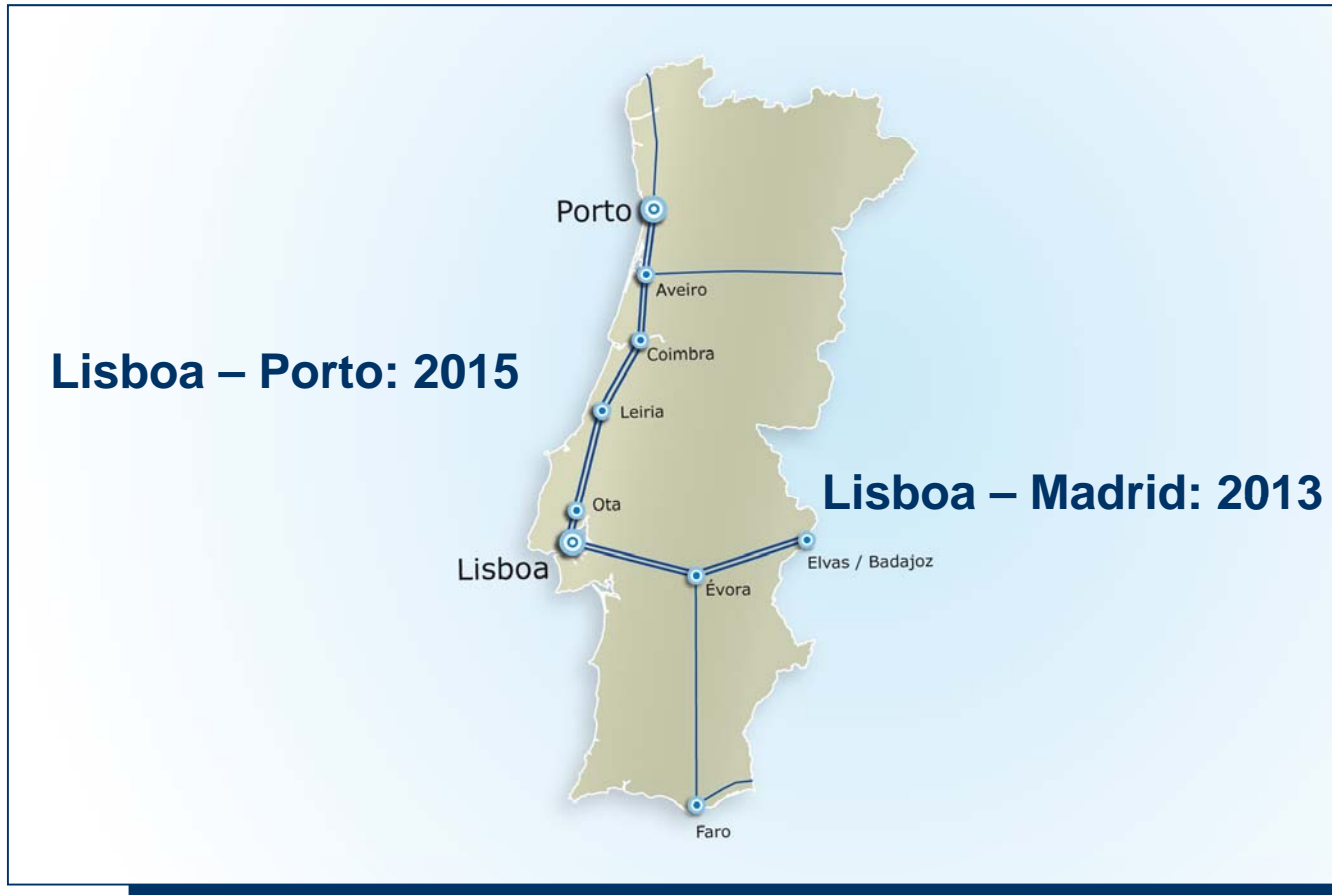 Porto
Aveiro
Coimbra
Lisboa – Porto: 2015
Leiria
Lisboa – Madrid: 2013
Ota
Elvas / Badajoz
Lisboa
Évora
Faro